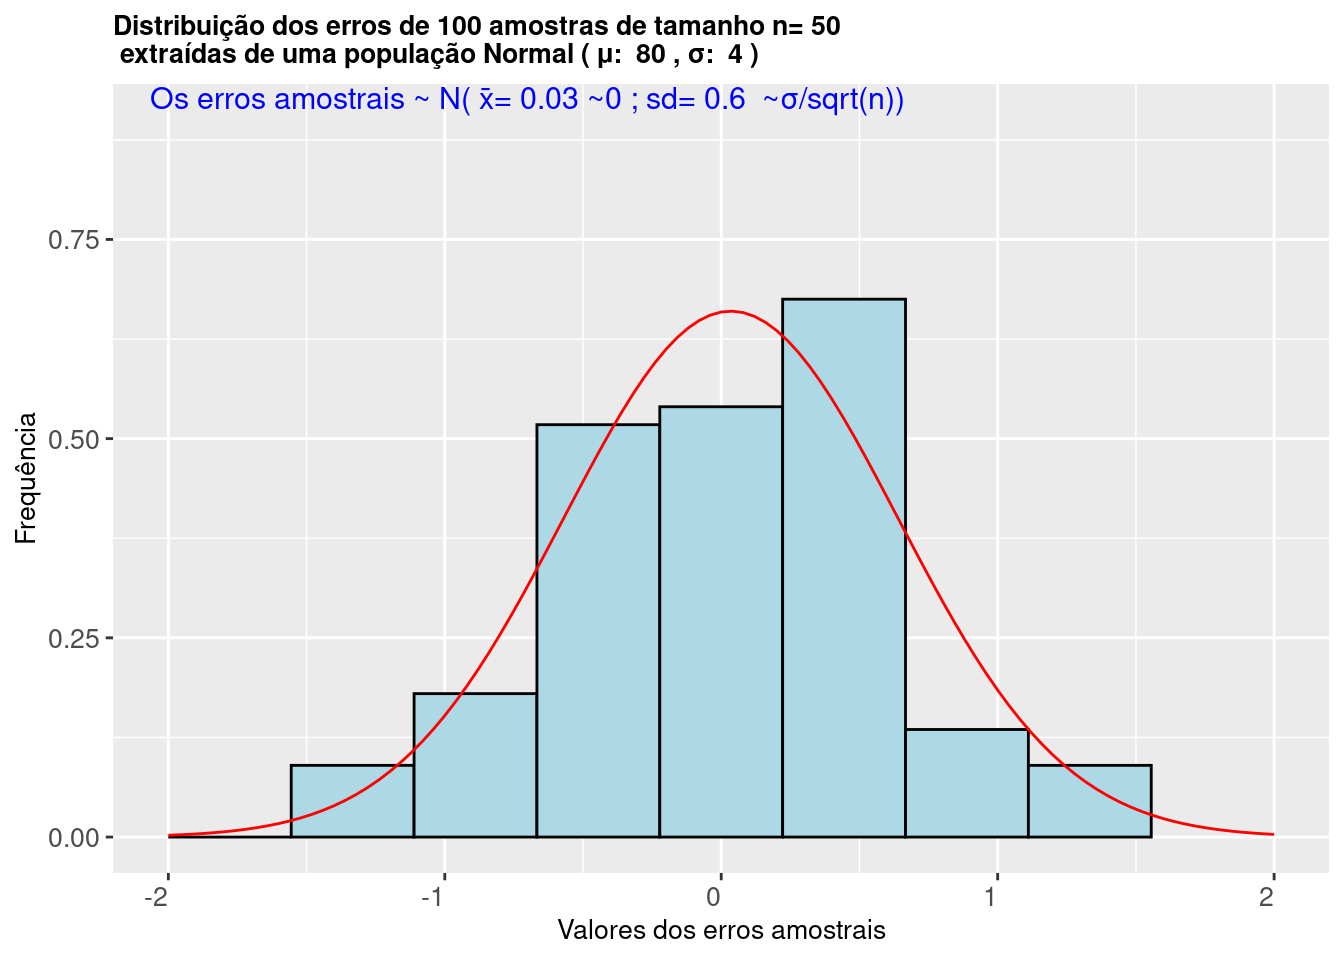 Distribuição dos erros de 100 amostras de tamanho n= 50
extraídas de uma população Normal ( μ:  80 , σ:  4 )
Os erros amostrais ~ N( x̄= 0.03 ~0 ; sd= 0.6  ~σ/sqrt(n))
Frequência
0.75
0.50
0.25
0.00
-2 -1 0 1 2
Valores dos erros amostrais